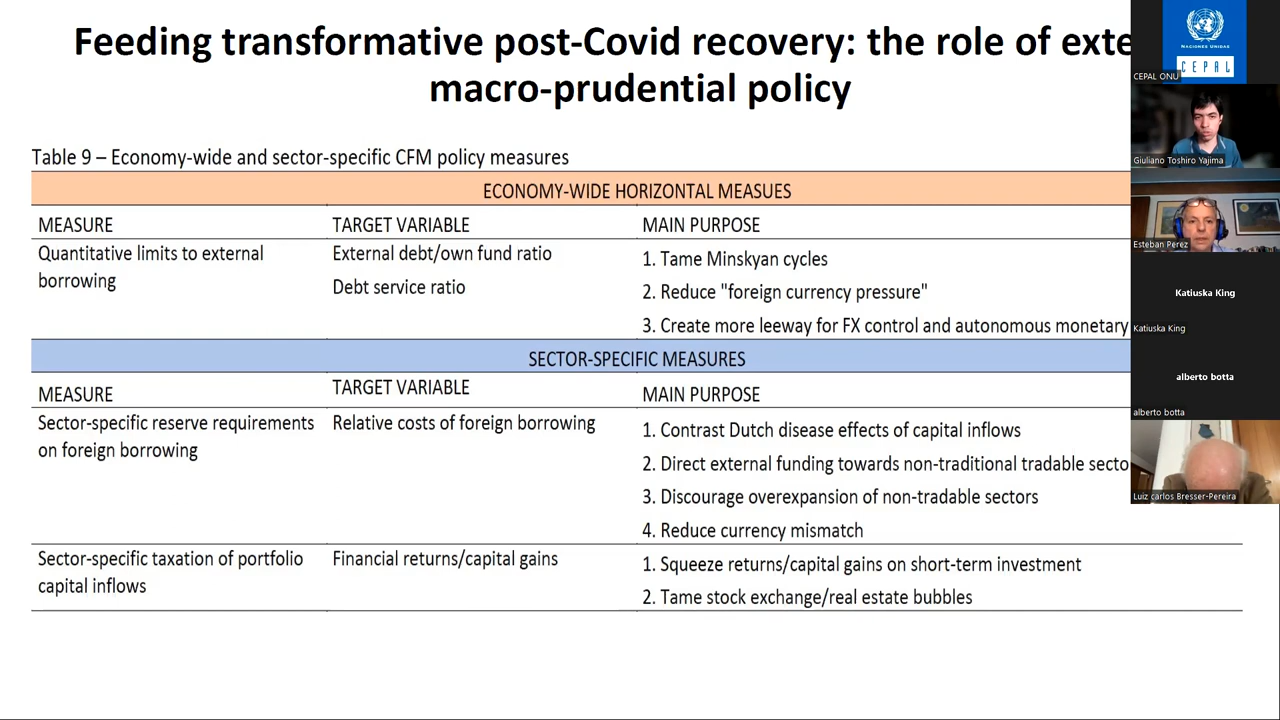 Feeding transformative post-Covid recovery: the role of exte
macro-prudential policy
Table 9 – Economy-wide and sector-specific CFM policy measures
ECONOMY-WIDE HORIZONTAL MEASUES
MEASURE TARGET VARIABLE MAIN PURPOSE
Quantitative limits to external borrowing
External debt/own fund ratio
Debt service ratio
1. Tame Minskyan cycles
2. Reduce "foreign currency pressure"
3. Create more leeway for FX control and autonomous monetary
SECTOR-SPECIFIC MEASURES
MEASURE TARGET VARIABLE MAIN PURPOSE
Sector-specific reserve requirements
on foreign borrowing
Relative costs of foreign borrowing
1. Contrast Dutch disease effects of capital inflows
2. Direct external funding towards non-traditional tradable secto
3. Discourage overexpansion of non-tradable sectors
4. Reduce currency mismatch
Sector-specific taxation of portfolio
capital inflows
Financial returns/capital gains
1. Squeeze returns/capital gains on short-term investment
2. Tame stock exchange/real estate bubbles
NACIONES UNIDAS
CEPAL
CEPAL ONU
Giuliano Toshiro Yajima
Esteban Perez
Katiuska King
Katiuska King
alberto botta
alberto botta
Luiz carlos Bresser-Pereira